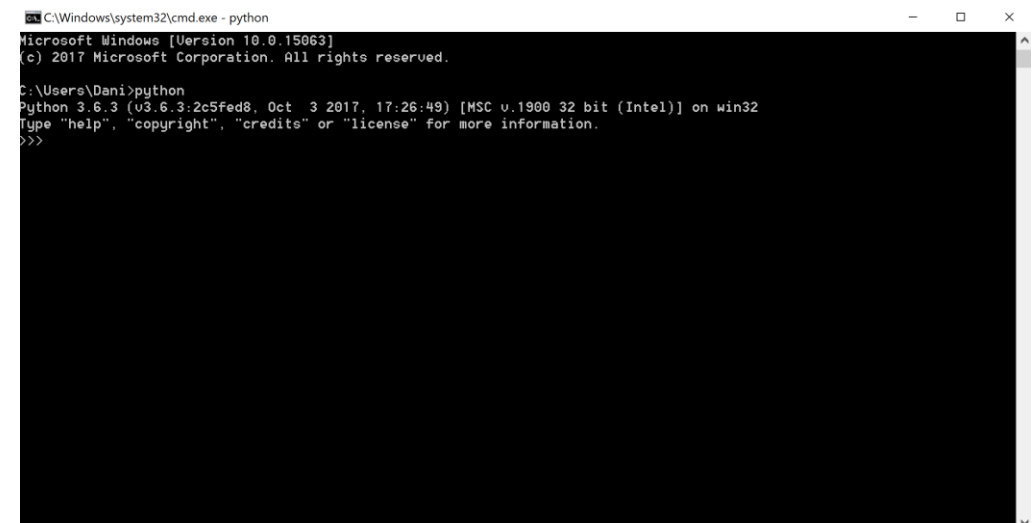 C:\Windows\system32\cmd.exe - python
Microsoft Windows [Version 10.0.15063]
(c) 2017 Microsoft Corporation. All rights reserved.
C:\Users\Dani>python
Python 3.6.3 (v3.6.3:2c5fed8, Oct  3 2017, 17:26:49) [MSC v.1900 32 bit (Intel)] on win32
Type "help", "copyright", "credits" or "license" for more information.
>>>